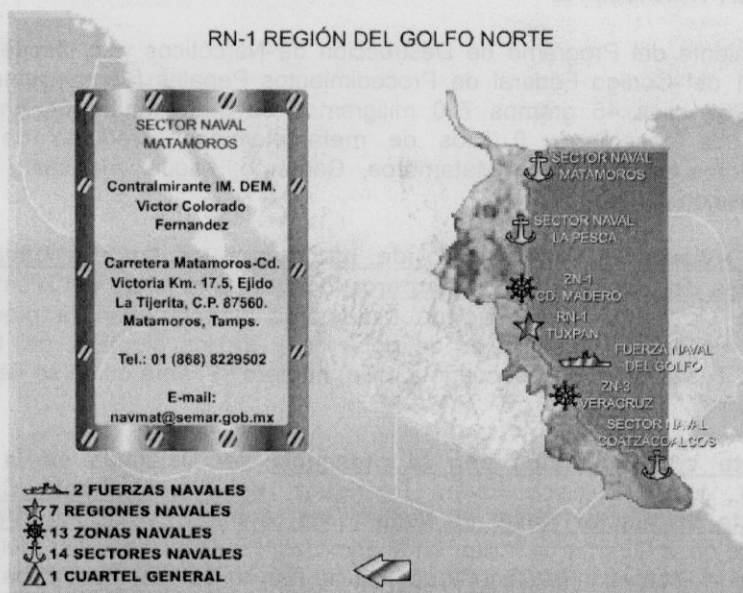 RN-1 REGIÓN DEL GOLFO NORTE
SECTOR NAVAL
MATAMOROS
Contralmirante IM. DEM.
Victor Colorado
Fernandez
Carretera Matamoros-Cd.
Victoria Km. 17.5, Ejido
La Tijerita, C.P. 87560.
Matamoros, Tamps.
Tel.: 01 (868) 8229502
E-mail:
navmat@semar.gob.mx
SECTOR NAVAL
MATAMOROS
SECTOR NAVAL
LA PESCA
ZN-1
CD. MADERO
RN-1
TUXPAN
FUERZA NAVAL
DEL GOLFO
ZN-3
VERACRUZ
SECTOR NAVAL
COATZACOALCOS
2 FUERZAS NAVALES
7 REGIONES NAVALES
13 ZONAS NAVALES
14 SECTORES NAVALES
1 CUARTEL GENERAL